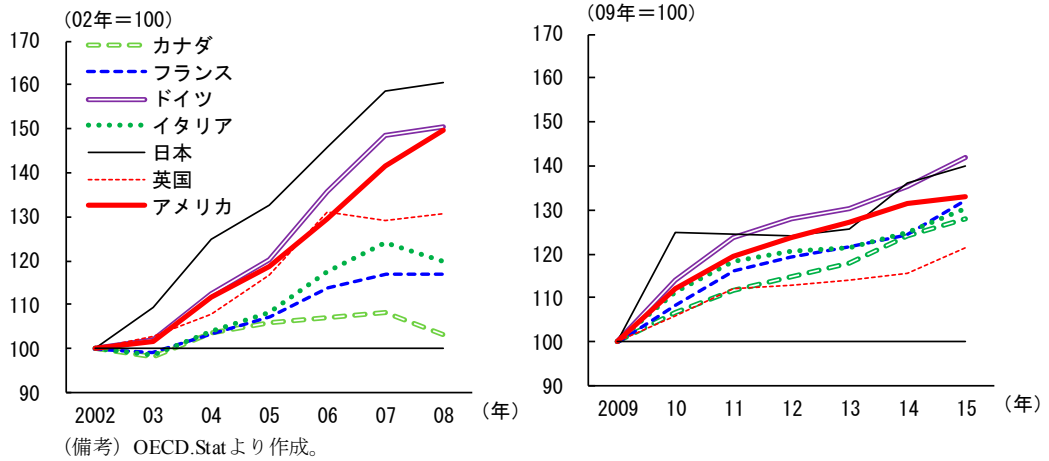 (02年=100)
170
160
150
140
130
120
110
100
90
カナダ
フランス
ドイツ
イタリア
日本
英国
アメリカ
2002 03 04 05 06 07 08 (年)
(09年=100)
170
160
150
140
130
120
110
100
90
2009 10 11 12 13 14 15 (年)
(備考) OECD.Statより作成。